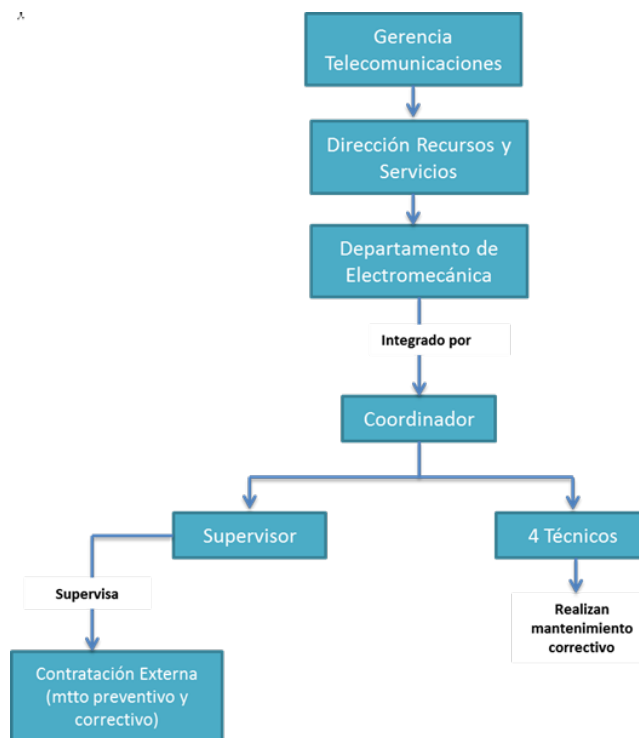 Gerencia
Telecomunicaciones
Dirección Recursos y
Servicios
Departamento de
Electromecánica
Integrado por
Coordinador
Supervisor
4 Técnicos
Supervisa
Realizan
mantenimiento
correctivo
Contratación Externa
(mtto preventivo y
correctivo)